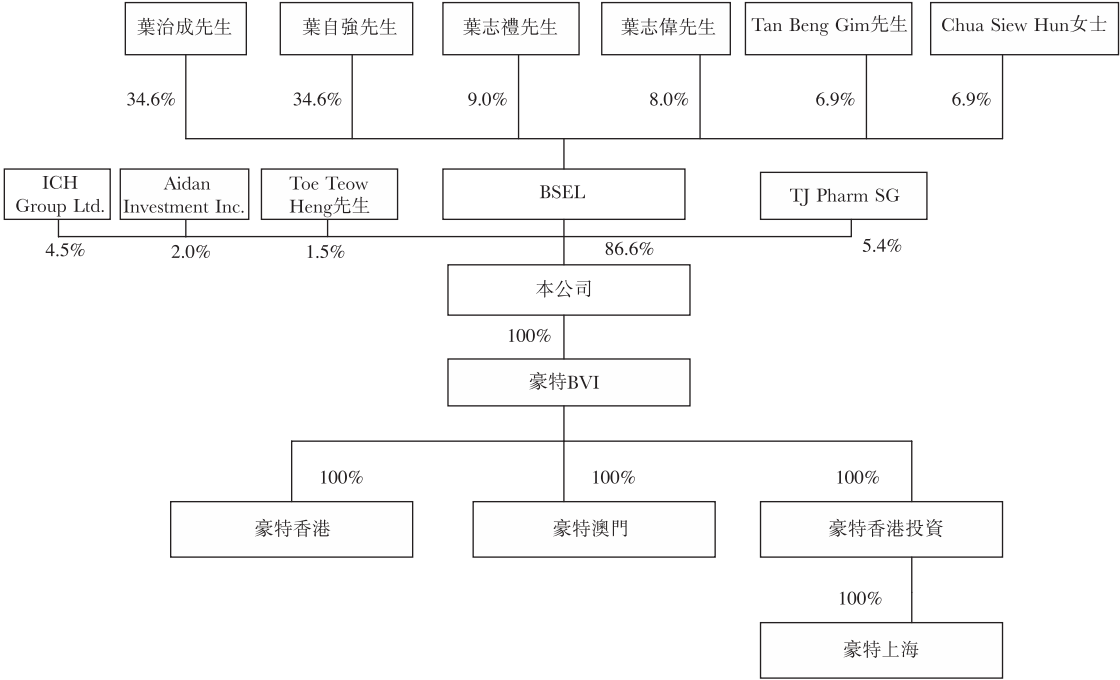 葉治成先生
葉自強先生
葉志禮先生
葉志偉先生
Tan Beng Gim先生
Chua Siew Hun女士
34.6%
34.6%
9.0%
8.0%
6.9%
6.9%
ICH
Group Ltd.
Aidan
Investment Inc.
Toe Teow
Heng先生
BSEL
TJ Pharm SG
4.5%
2.0%
1.5%
86.6%
5.4%
本公司
100%
豪特BVI
100%
100%
100%
豪特香港
豪特澳門
豪特香港投資
100%
豪特上海